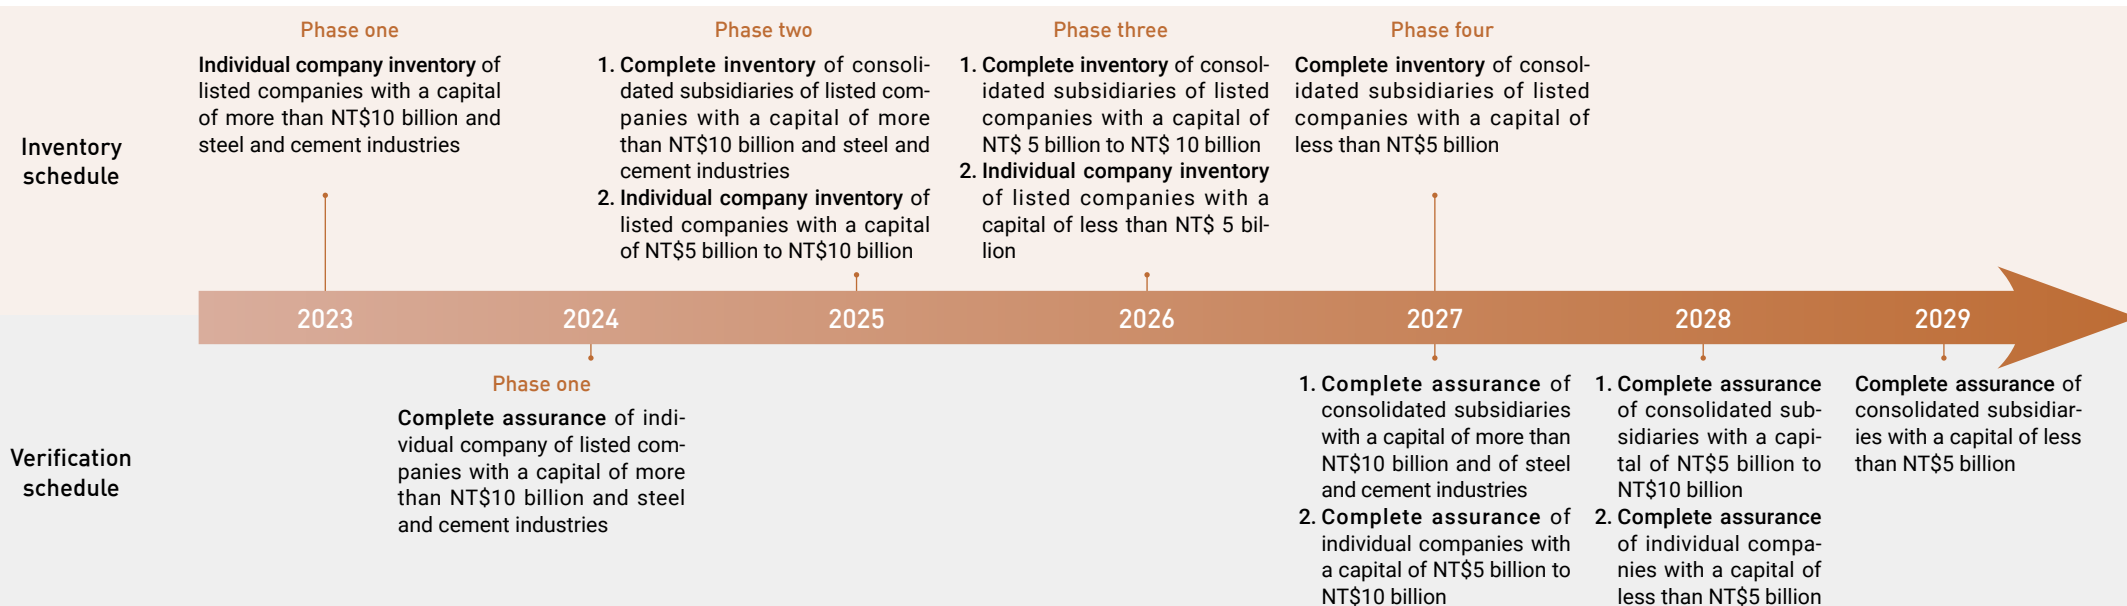 Inventory
schedule
Phase one
Individual company inventory of
listed companies with a capital
of more than NT$10 billion and
steel and cement industries
Phase two
1. Complete inventory of consoli-
dated subsidiaries of listed com-
panies with a capital of more
than NT$10 billion and steel and
cement industries
2. Individual company inventory of
listed companies with a capital
of NT$5 billion to NT$10 billion
Phase three
1. Complete inventory of consol-
idated subsidiaries of listed
companies with a capital of
NT$ 5 billion to NT$ 10 billion
2. Individual company inventory
of listed companies with a
capital of less than NT$ 5 bil-
lion
Phase four
Complete inventory of consol-
idated subsidiaries of listed
companies with a capital of
less than NT$5 billion
2023
2024
2025
2026
2027
2028
2029
Verification
schedule
Phase one
Complete assurance of indi-
vidual company of listed com-
panies with a capital of more
than NT$10 billion and steel
and cement industries
1. Complete assurance of
consolidated subsidiaries
with a capital of more than
NT$10 billion and of steel
and cement industries
2. Complete assurance of
individual companies with
a capital of NT$5 billion to
NT$10 billion
1. Complete assurance
of consolidated sub-
sidiaries with a capi-
tal of NT$5 billion to
NT$10 billion
2. Complete assurance
of individual compa-
nies with a capital of
less than NT$5 billion
Complete assurance of
consolidated subsidiar-
ies with a capital of less
than NT$5 billion